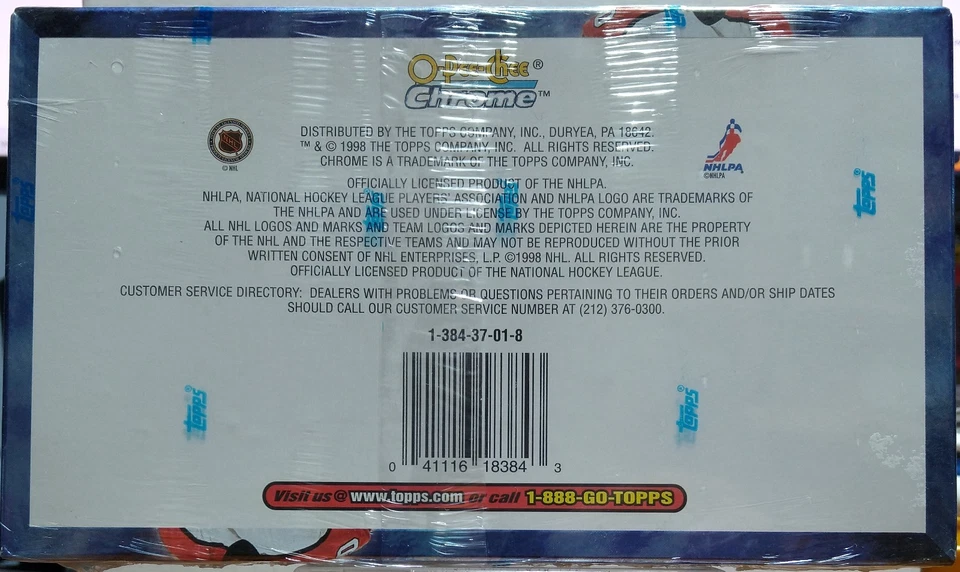 O-Pee-Chee®
Chrome™
DISTRIBUTED BY THE TOPPS COMPANY, INC., DURYEA, PA 18642.
™ & © 1998 THE TOPPS COMPANY, INC. ALL RIGHTS RESERVED.
CHROME IS A TRADEMARK OF THE TOPPS COMPANY, INC.
NHL
© NHL
NHLPA
©NHLPA
OFFICIALLY LICENSED PRODUCT OF THE NHLPA.
NHLPA, NATIONAL HOCKEY LEAGUE PLAYERS' ASSOCIATION AND NHLPA LOGO ARE TRADEMARKS OF
THE NHLPA AND ARE USED UNDER LICENSE BY THE TOPPS COMPANY, INC.
ALL NHL LOGOS AND MARKS AND TEAM LOGOS AND MARKS DEPICTED HEREIN ARE THE PROPERTY
OF THE NHL AND THE RESPECTIVE TEAMS AND MAY NOT BE REPRODUCED WITHOUT THE PRIOR
WRITTEN CONSENT OF NHL ENTERPRISES, L.P. ©1998 NHL. ALL RIGHTS RESERVED.
OFFICIALLY LICENSED PRODUCT OF THE NATIONAL HOCKEY LEAGUE.
Topps®
CUSTOMER SERVICE DIRECTORY: DEALERS WITH PROBLEMS OR QUESTIONS PERTAINING TO THEIR ORDERS AND/OR SHIP DATES
SHOULD CALL OUR CUSTOMER SERVICE NUMBER AT (212) 376-0300.
1-384-37-01-8
Topps®
Topps®
0 41116 18384 3
Visit us @ www.topps.com or call 1-888-GO-TOPPS